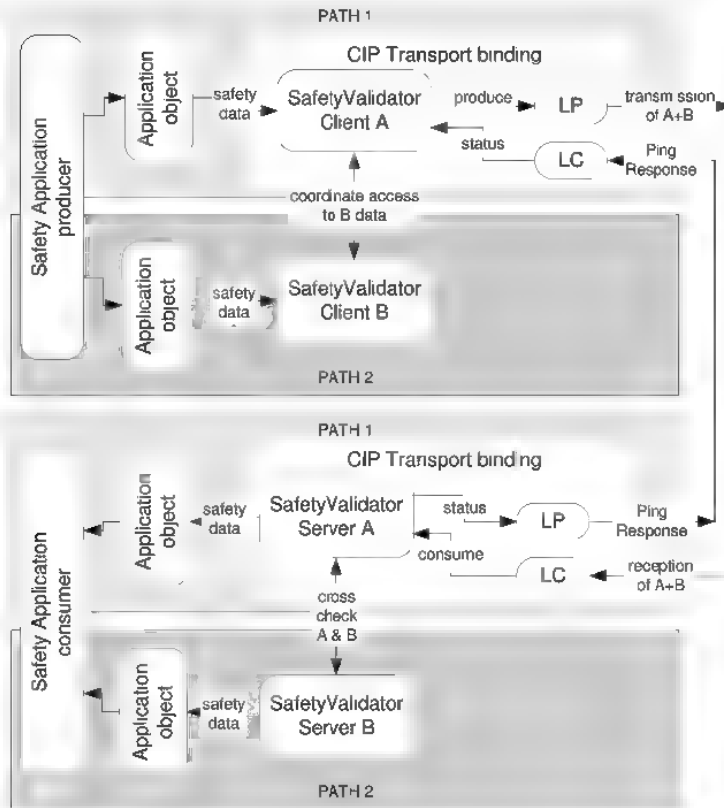 PATH 1
CIP Transport binding
Safety Application
producer
Application
object
safety
data
SafetyValidator
Client A
produce
LP
transmission
of A+B
status
LC
Ping
Response
coordinate access
to B data
Application
object
safety
data
SafetyValidator
Client B
PATH 2
PATH 1
CIP Transport binding
Safety Application
consumer
Application
object
safety
data
SafetyValidator
Server A
status
LP
Ping
Response
consume
LC
reception
of A+B
cross
check
A & B
Application
object
safety
data
SafetyValidator
Server B
PATH 2